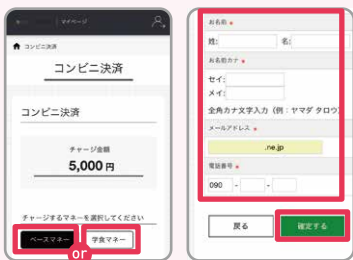 マイページ
コンビニ決済
コンビニ決済
コンビニ決済
チャージ金額
5,000 円
チャージするマネーを選択してください
ベースマネー
or
学食マネー
お名前 *
姓:
名:
お名前カナ *
セイ:
メイ:
全角カナ文字入力 (例：ヤマダ タロウ)
メールアドレス *
.ne.jp
電話番号 *
090 - -
戻る
確定する